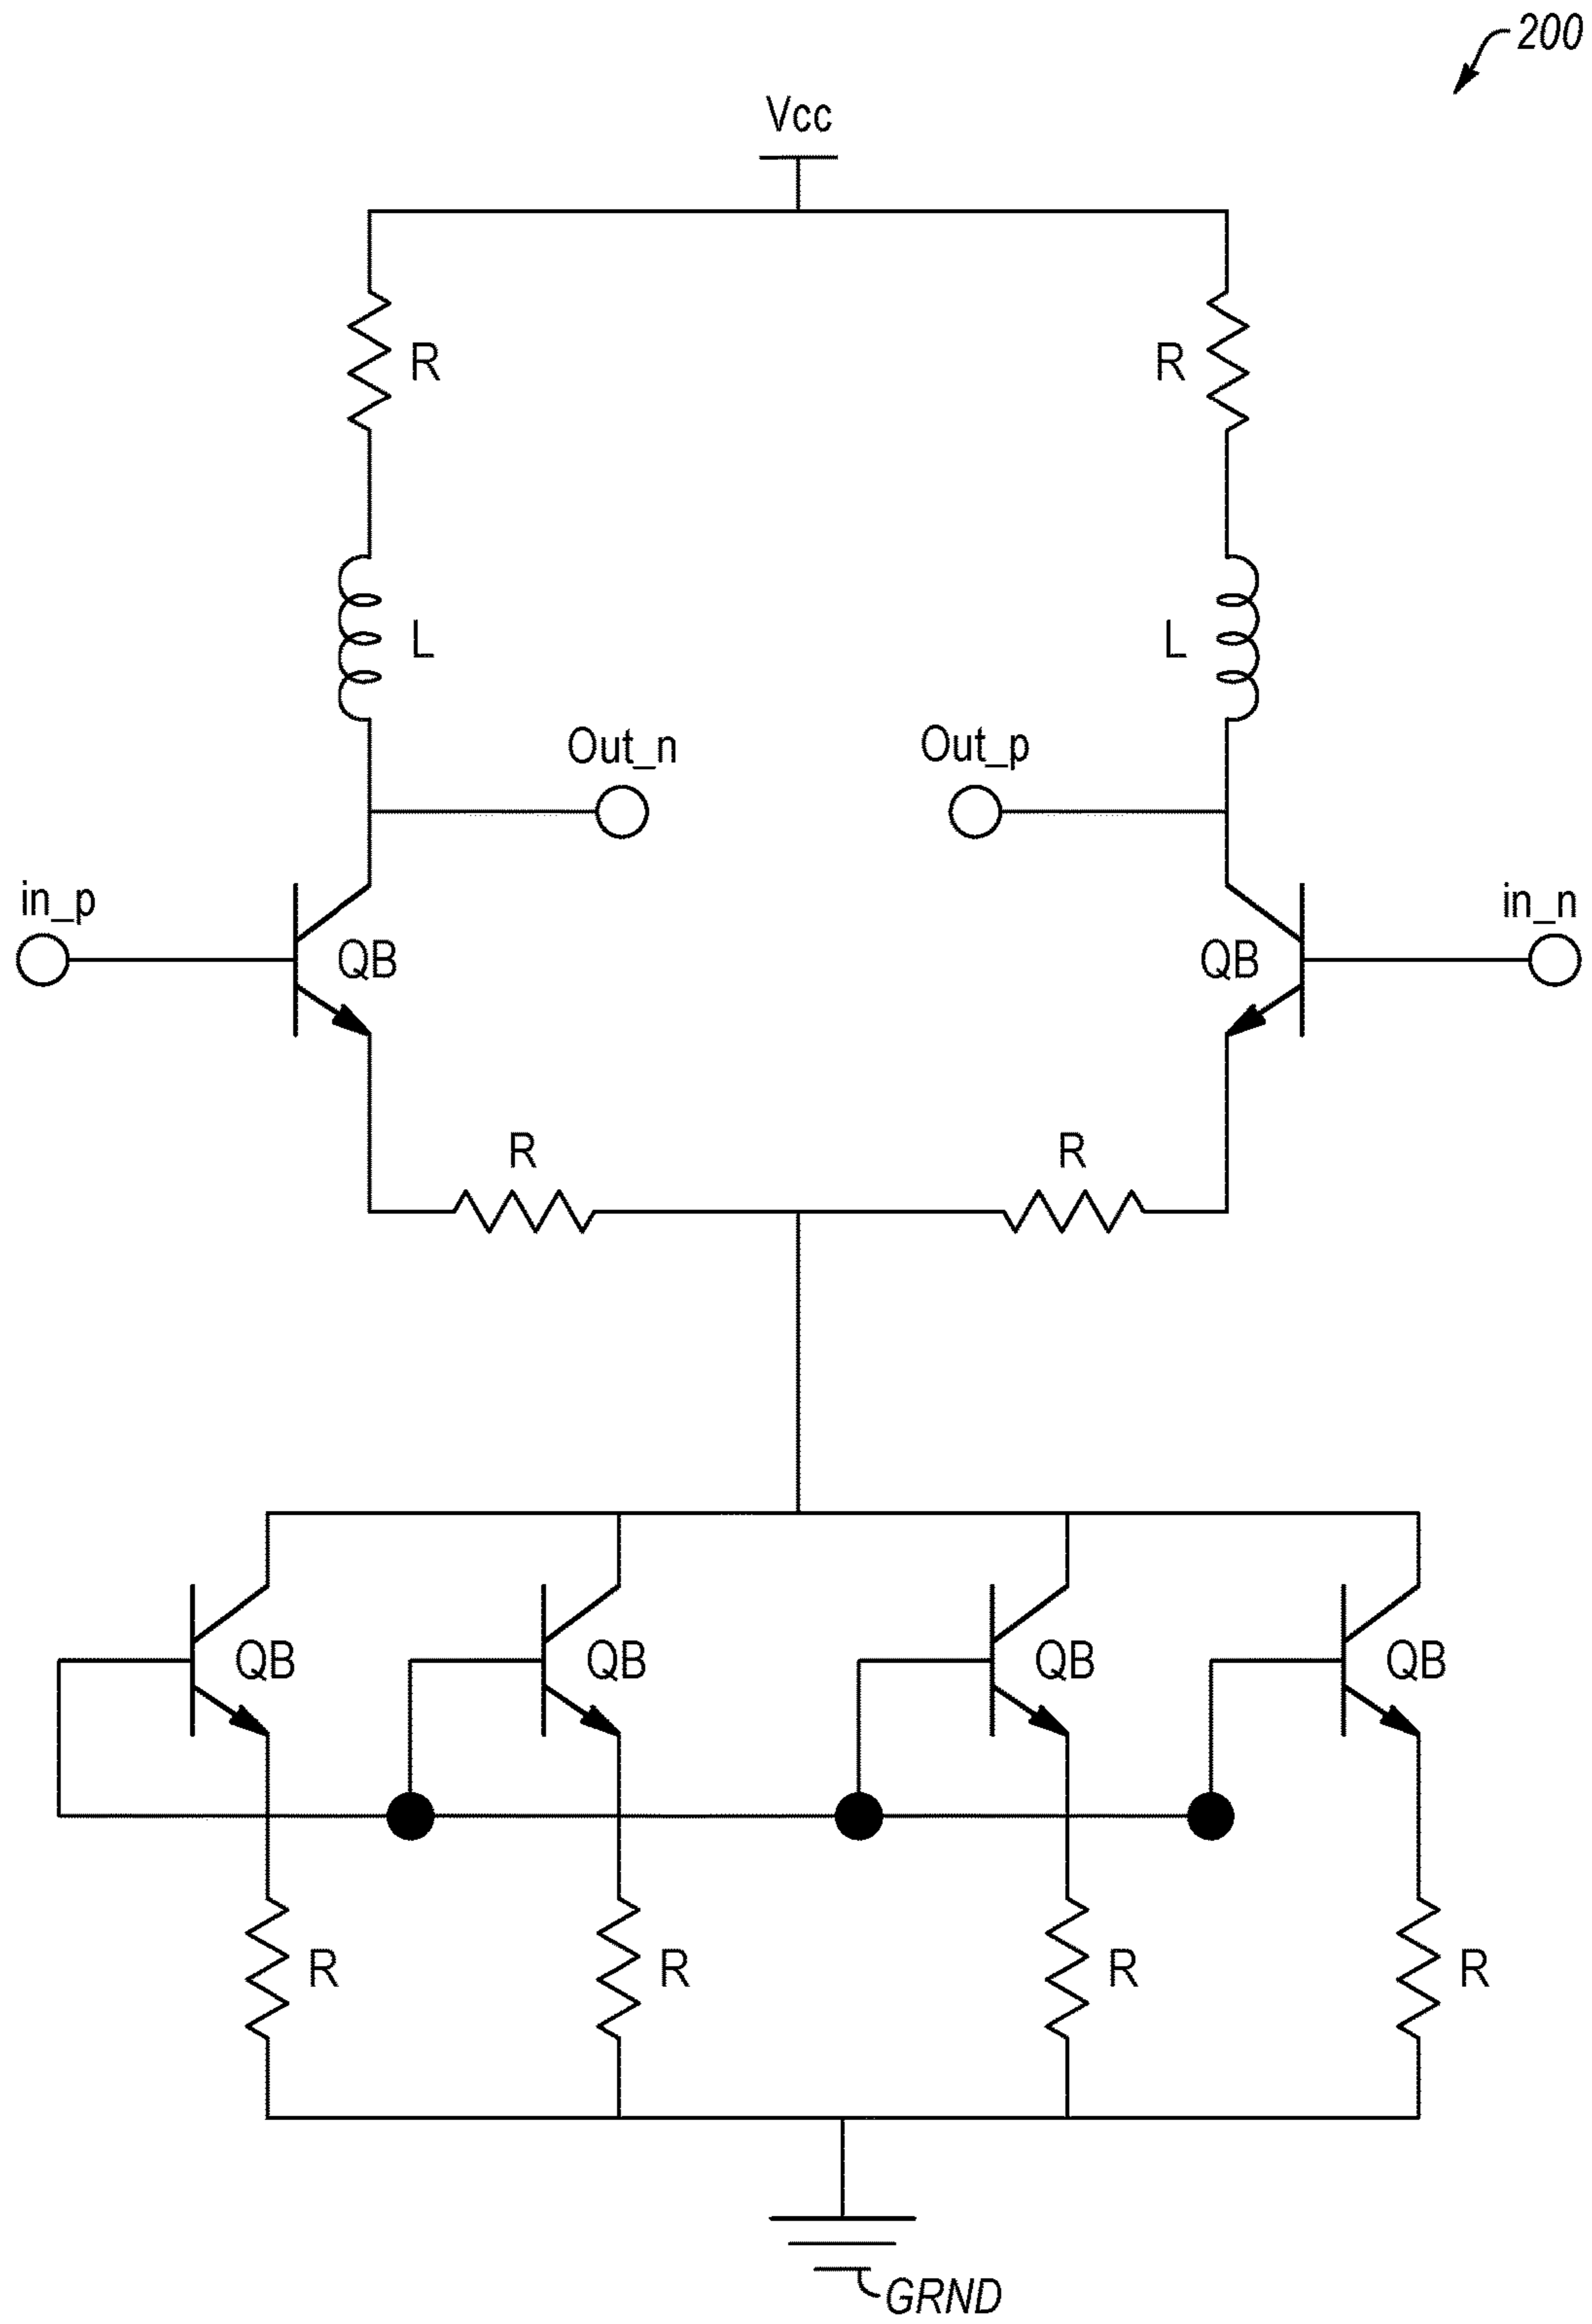 200
Vcc
R R
L L
Out_n Out_p
in_p in_n
QB QB
R R
QB QB QB QB
R R R R
GRND